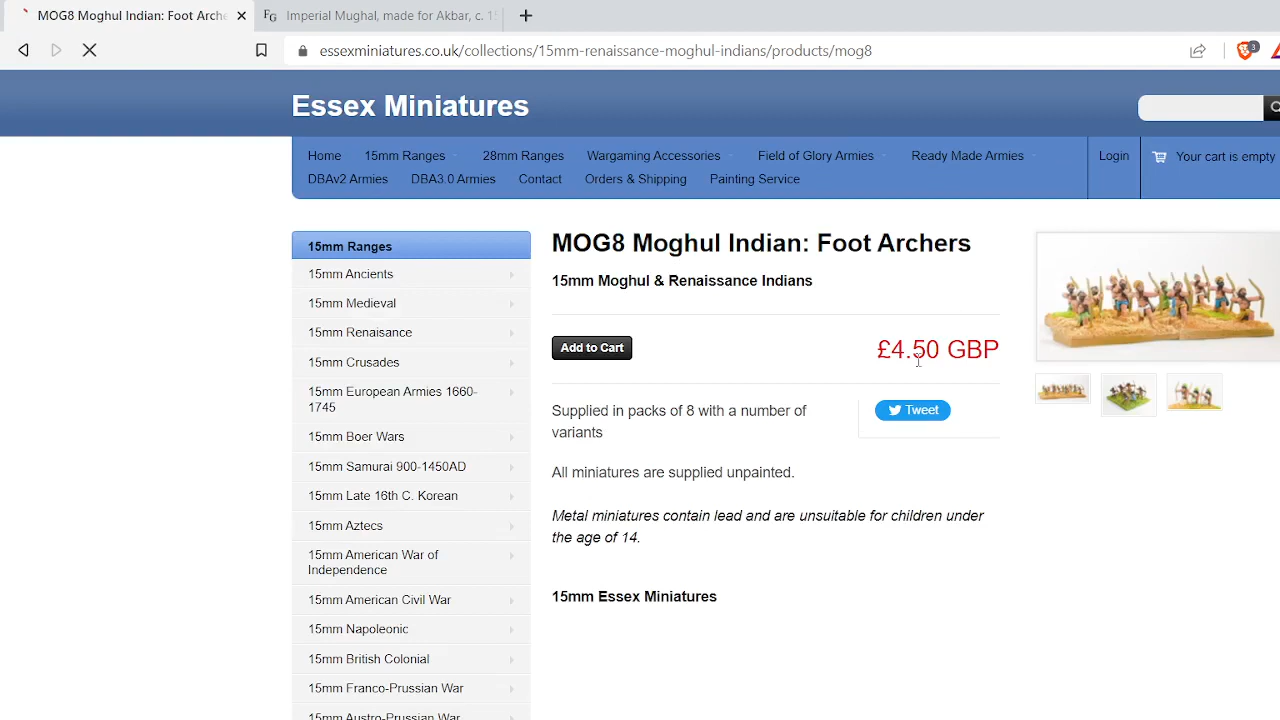 MOG8 Moghul Indian: Foot Arche
Imperial Mughal, made for Akbar, c. 15
essexminiatures.co.uk/collections/15mm-renaissance-moghul-indians/products/mog8
3
Essex Miniatures
Home 15mm Ranges 28mm Ranges Wargaming Accessories Field of Glory Armies Ready Made Armies Login Your cart is empty
DBAv2 Armies DBA3.0 Armies Contact Orders & Shipping Painting Service
15mm Ranges
15mm Ancients
15mm Medieval
15mm Renaisance
15mm Crusades
15mm European Armies 1660-
1745
15mm Boer Wars
15mm Samurai 900-1450AD
15mm Late 16th C. Korean
15mm Aztecs
15mm American War of
Independence
15mm American Civil War
15mm Napoleonic
15mm British Colonial
15mm Franco-Prussian War
15mm Austro-Prussian War
MOG8 Moghul Indian: Foot Archers
15mm Moghul & Renaissance Indians
Add to Cart
£4.50 GBP
Supplied in packs of 8 with a number of
variants
Tweet
All miniatures are supplied unpainted.
Metal miniatures contain lead and are unsuitable for children under
the age of 14.
15mm Essex Miniatures